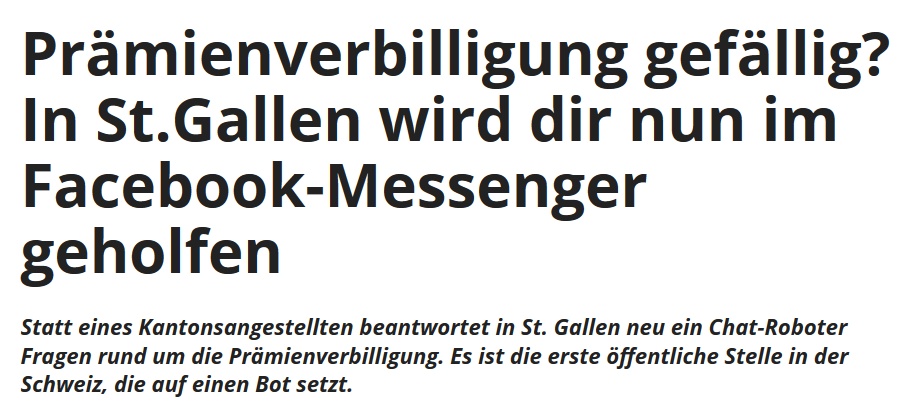 Prämienverbilligung gefällig?
In St.Gallen wird dir nun im
Facebook-Messenger
geholfen
Statt eines Kantonsangestellten beantwortet in St. Gallen neu ein Chat-Roboter
Fragen rund um die Prämienverbilligung. Es ist die erste öffentliche Stelle in der
Schweiz, die auf einen Bot setzt.